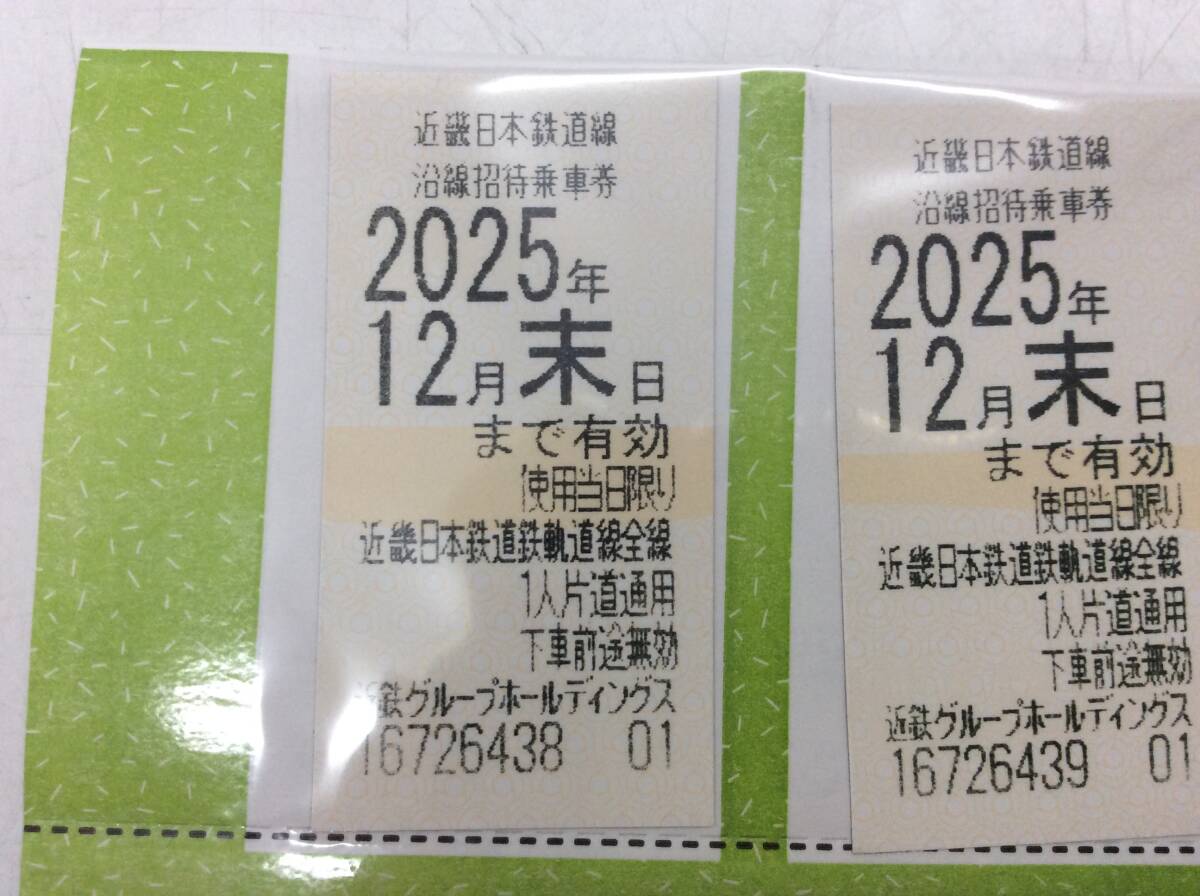 近畿日本鉄道線
沿線招待乗車券
2025年
12月末日
まで有効
使用当日限り
近畿日本鉄道鉄軌道線全線
1人片道通用
下車前途無効
近鉄グループホールディングス
16726438 01
近畿日本鉄道線
沿線招待乗車券
2025年
12月末日
まで有効
使用当日限り
近畿日本鉄道鉄軌道線全線
1人片道通用
下車前途無効
近鉄グループホールディングス
16726439 01